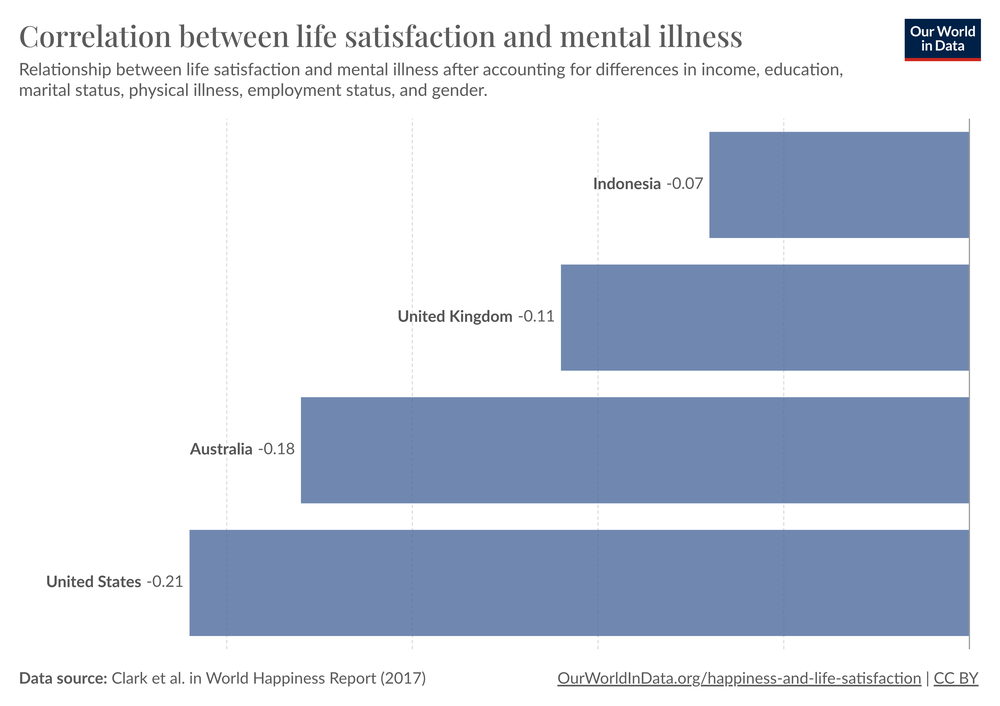 Correlation between life satisfaction and mental illness
Our World
in Data
Relationship between life satisfaction and mental illness after accounting for differences in income, education,
marital status, physical illness, employment status, and gender.
Indonesia -0.07
United Kingdom -0.11
Australia -0.18
United States -0.21
Data source: Clark et al. in World Happiness Report (2017)
OurWorldInData.org/happiness-and-life-satisfaction | CC BY